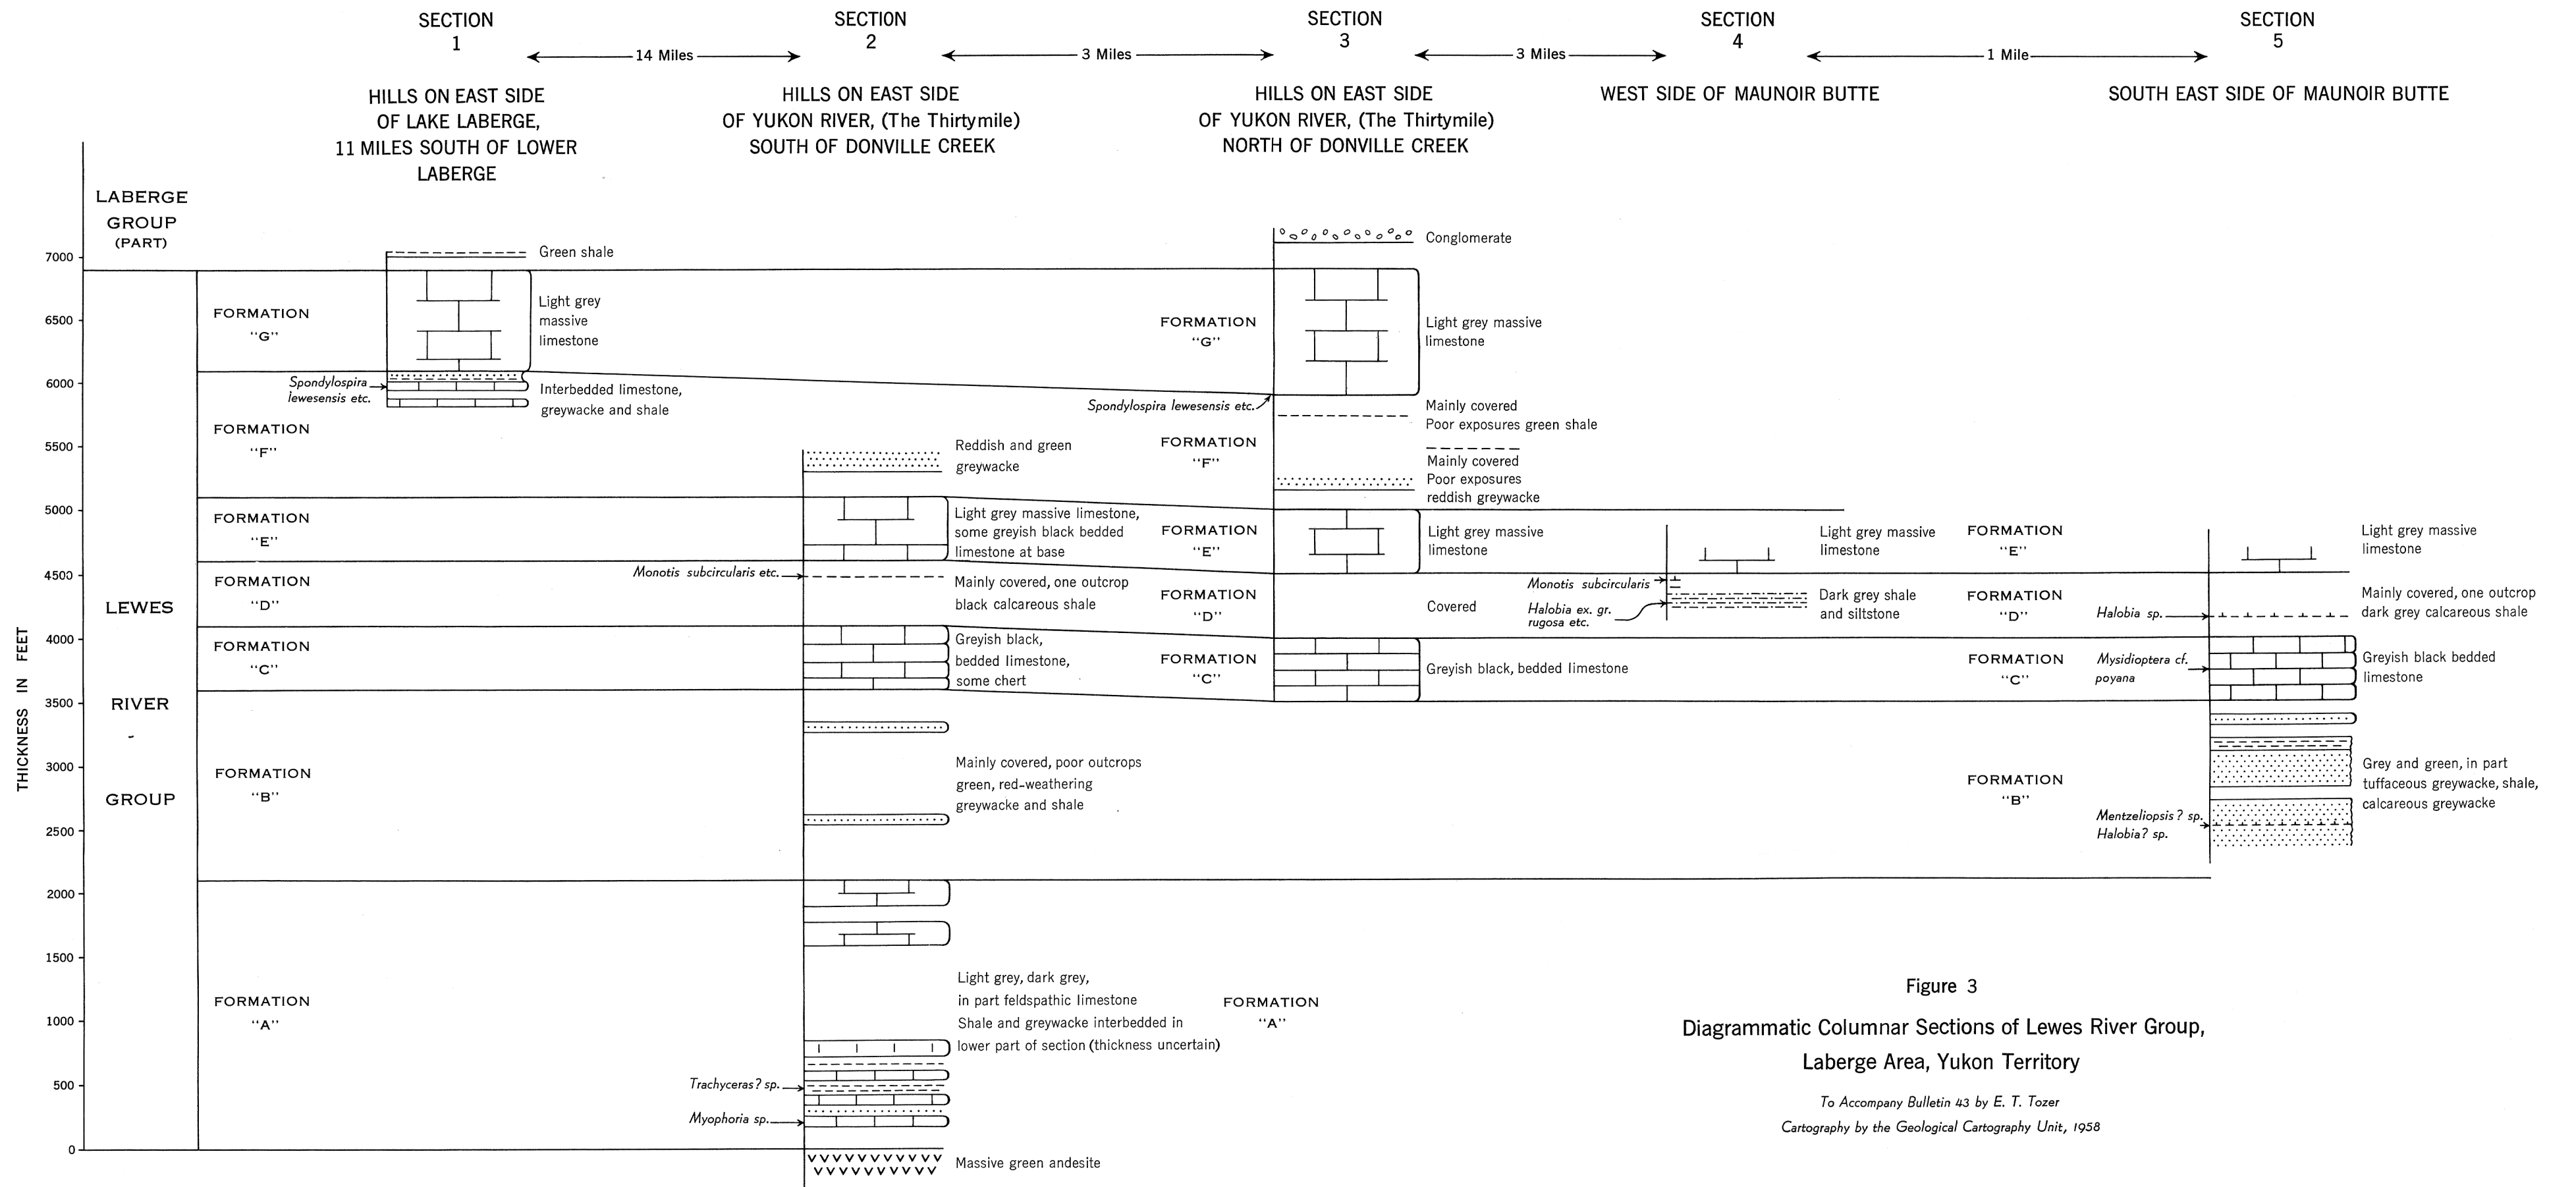 SECTION
1
14 Miles
SECTION
2
3 Miles
SECTION
3
3 Miles
SECTION
4
1 Mile
SECTION
5
HILLS ON EAST SIDE
OF LAKE LABERGE,
11 MILES SOUTH OF LOWER
LABERGE
HILLS ON EAST SIDE
OF YUKON RIVER, (The Thirtymile)
SOUTH OF DONVILLE CREEK
HILLS ON EAST SIDE
OF YUKON RIVER, (The Thirtymile)
NORTH OF DONVILLE CREEK
WEST SIDE OF MAUNOIR BUTTE
SOUTH EAST SIDE OF MAUNOIR BUTTE
THICKNESS IN FEET
7000
6500
6000
5500
5000
4500
4000
3500
3000
2500
2000
1500
1000
500
0
LABERGE
GROUP
(PART)
LEWES
RIVER
GROUP
FORMATION
"G"
FORMATION
"F"
FORMATION
"E"
FORMATION
"D"
FORMATION
"C"
FORMATION
"B"
FORMATION
"A"
Green shale
Light grey
massive
limestone
Spondylospira
lewesensis etc.
Interbedded limestone,
greywacke and shale
Reddish and green
greywacke
Light grey massive limestone,
some greyish black bedded
limestone at base
Monotis subcircularis etc.
Mainly covered, one outcrop
black calcareous shale
Greyish black,
bedded limestone,
some chert
Mainly covered, poor outcrops
green, red-weathering
greywacke and shale
Light grey, dark grey,
in part feldspathic limestone
Shale and greywacke interbedded in
lower part of section (thickness uncertain)
Trachyceras? sp.
Myophoria sp.
Massive green andesite
FORMATION
"G"
FORMATION
"F"
FORMATION
"E"
FORMATION
"D"
FORMATION
"C"
FORMATION
"A"
Conglomerate
Light grey massive
limestone
Spondylospira lewesensis etc.
Mainly covered
Poor exposures green shale
Mainly covered
Poor exposures
reddish greywacke
Light grey massive
limestone
Covered
Greyish black, bedded limestone
Light grey massive
limestone
Monotis subcircularis
Halobia ex. gr.
rugosa etc.
Dark grey shale
and siltstone
FORMATION
"E"
FORMATION
"D"
FORMATION
"C"
FORMATION
"B"
Light grey massive
limestone
Halobia sp.
Mainly covered, one outcrop
dark grey calcareous shale
Mysidioptera cf.
poyana
Greyish black bedded
limestone
Grey and green, in part
tuffaceous greywacke, shale,
calcareous greywacke
Mentzeliopsis? sp.
Halobia? sp.
Figure 3
Diagrammatic Columnar Sections of Lewes River Group,
Laberge Area, Yukon Territory
To Accompany Bulletin 43 by E. T. Tozer
Cartography by the Geological Cartography Unit, 1958